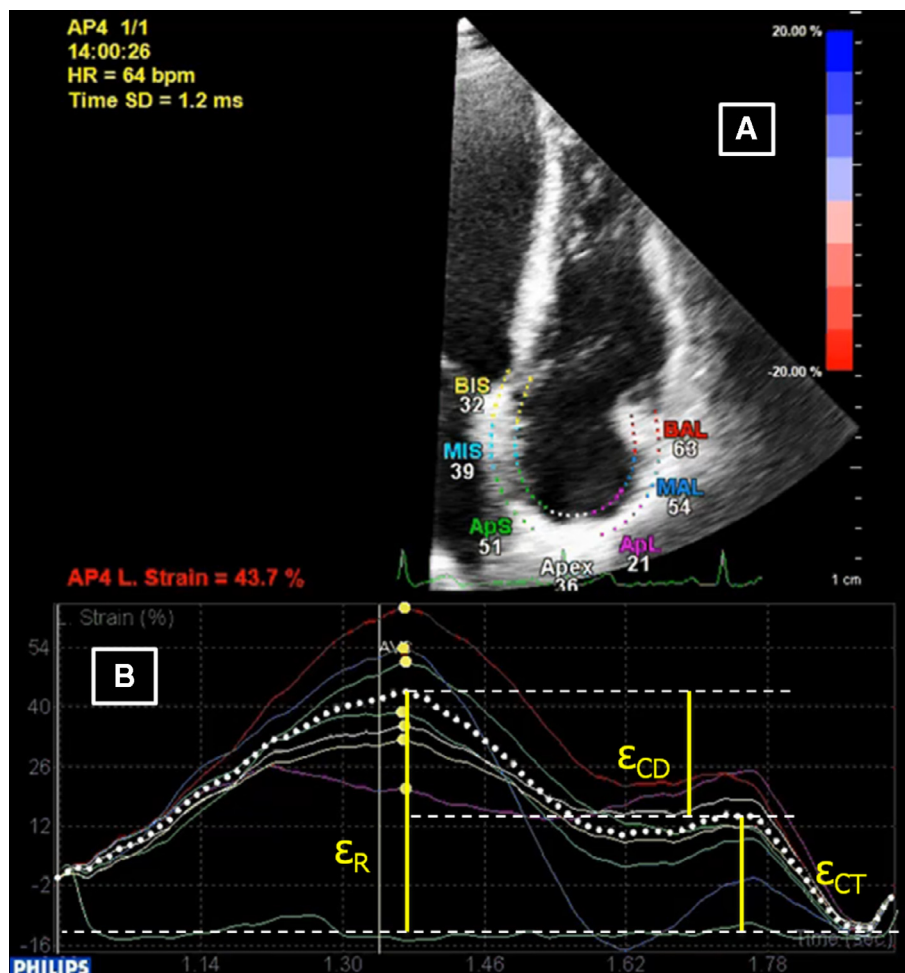 AP4 1/1
14:00:26
HR = 64 bpm
Time SD = 1.2 ms
A
20.00 %
-20.00 %
BIS
32
MIS
39
ApS
51
Apex
36
ApL
21
MAL
54
BAL
63
1 cm
AP4 L. Strain = 43.7 %
L. Strain (%)
B
AVC
54
40
26
12
-2
-16
εCD
εR
εCT
Time (sec)
1.14
1.30
1.46
1.62
1.78
PHILIPS